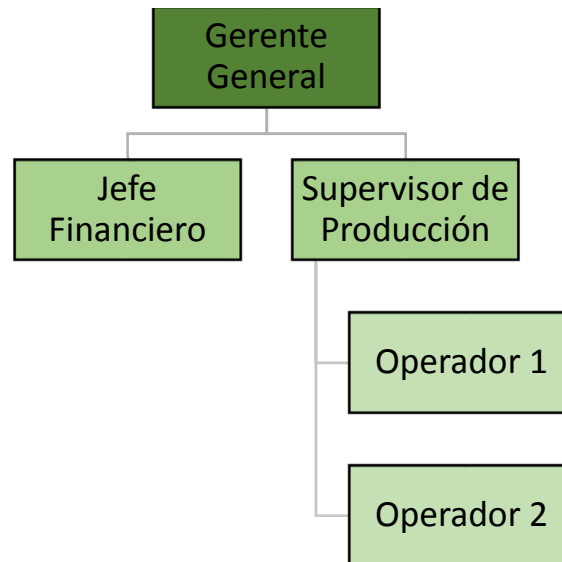 Gerente
General
Jefe
Financiero
Supervisor de
Producción
Operador 1
Operador 2